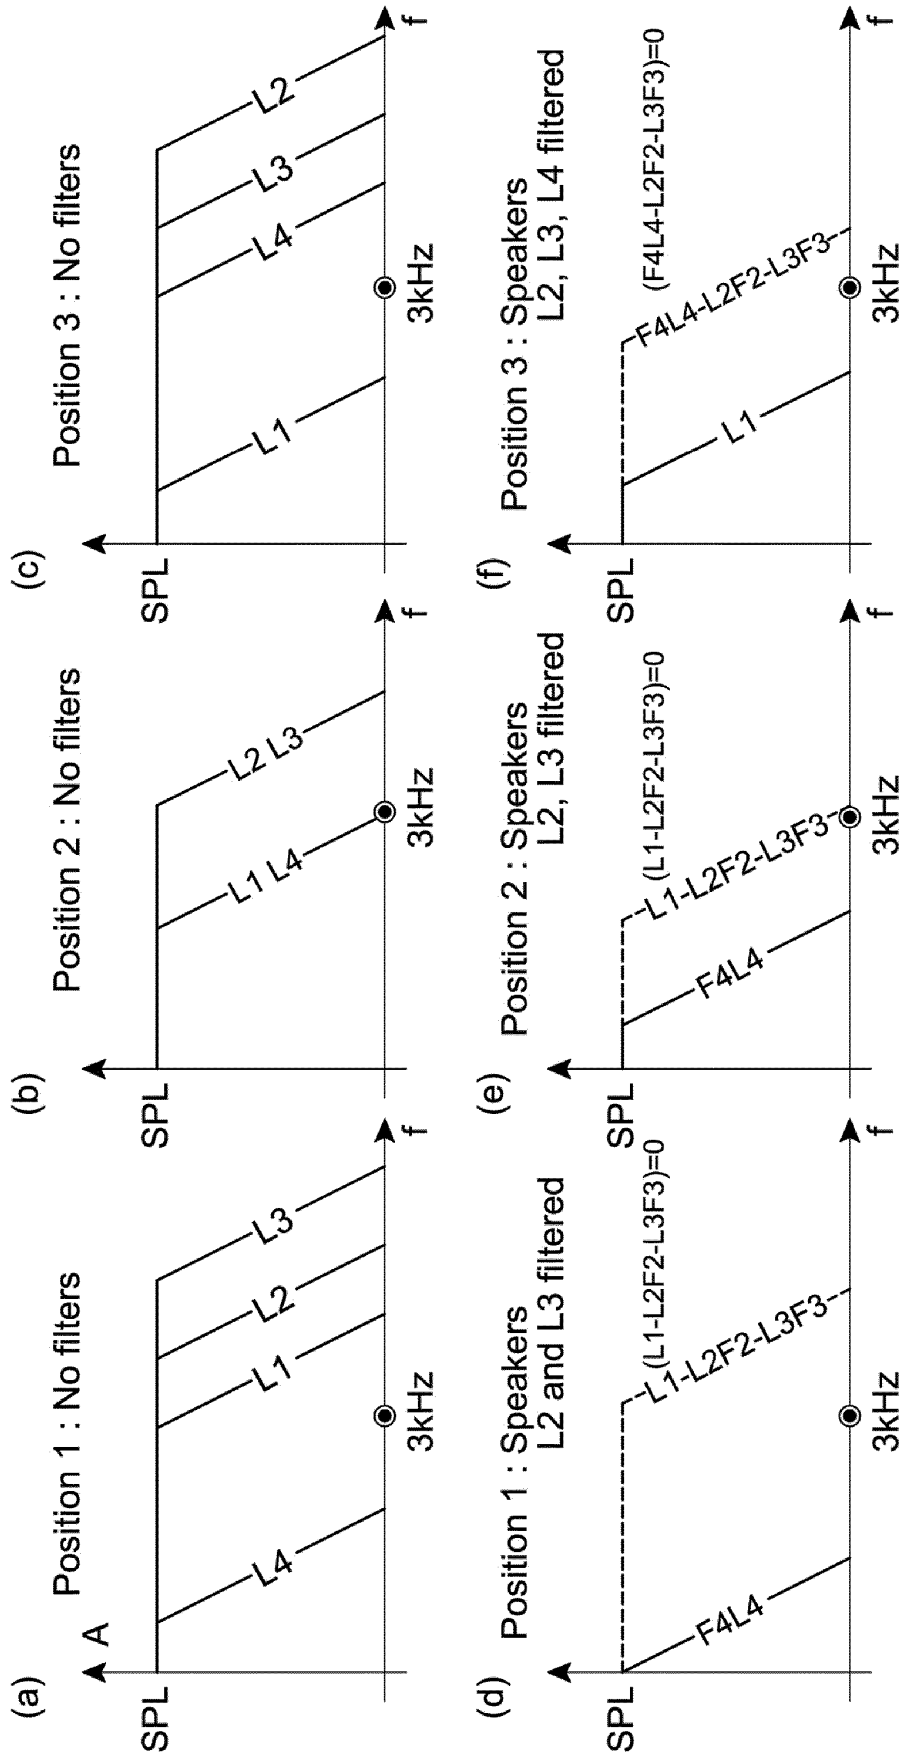 (a)
Position 1 : No filters
A
SPL
L4
L1
L2
L3
3kHz
f
(b)
Position 2 : No filters
SPL
L1 L4
L2 L3
3kHz
f
(c)
Position 3 : No filters
SPL
L1
L4
L3
L2
3kHz
f
(d)
Position 1 : Speakers
L2 and L3 filtered
SPL
(L1-L2F2-L3F3)=0
F4L4
L1-L2F2-L3F3
3kHz
f
(e)
Position 2 : Speakers
L2, L3 filtered
SPL
(L1-L2F2-L3F3)=0
F4L4
L1-L2F2-L3F3
3kHz
f
(f)
Position 3 : Speakers
L2, L3, L4 filtered
SPL
(F4L4-L2F2-L3F3)=0
L1
F4L4-L2F2-L3F3
3kHz
f